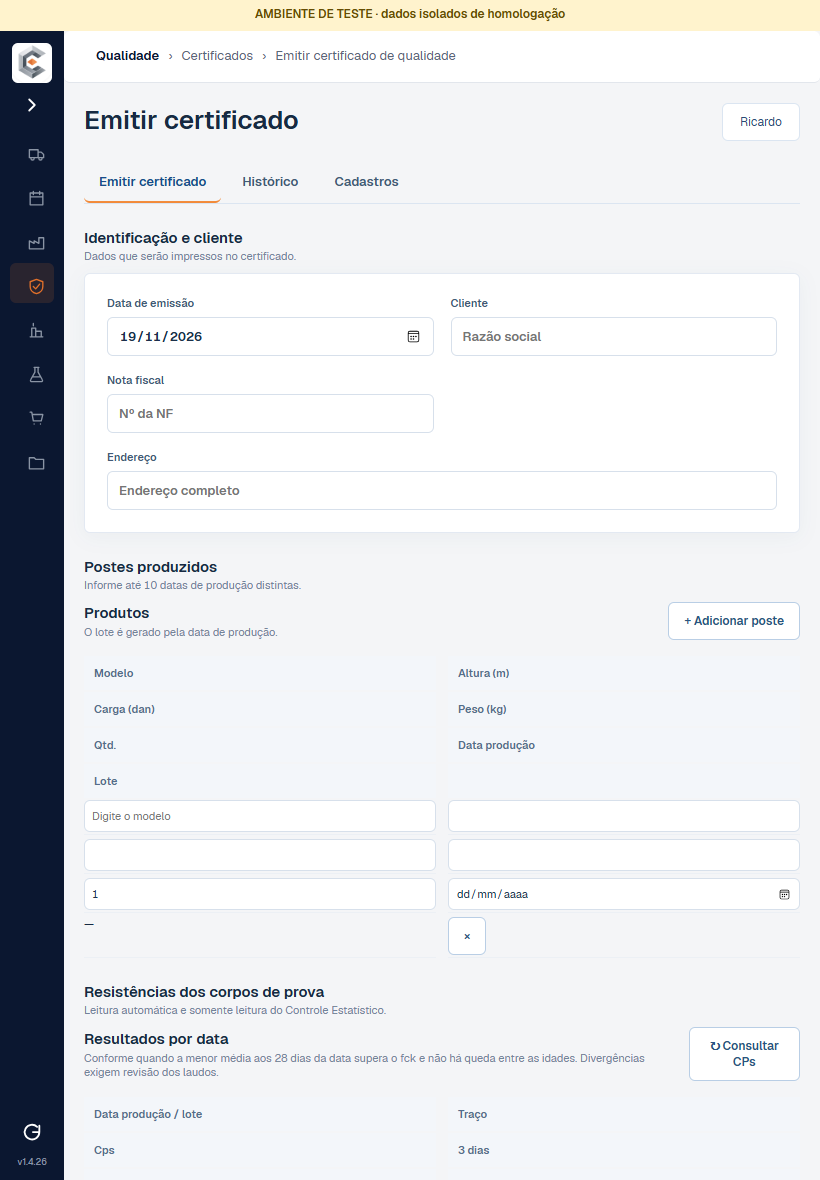 AMBIENTE DE TESTE · dados isolados de homologação
Qualidade › Certificados › Emitir certificado de qualidade
Emitir certificado
Ricardo
Emitir certificado
Histórico
Cadastros
Identificação e cliente
Dados que serão impressos no certificado.
Data de emissão
Cliente
19/11/2026
Razão social
Nota fiscal
Nº da NF
Endereço
Endereço completo
Postes produzidos
Informe até 10 datas de produção distintas.
Produtos
O lote é gerado pela data de produção.
+ Adicionar poste
Modelo
Altura (m)
Carga (dan)
Peso (kg)
Qtd.
Data produção
Lote
Digite o modelo
1
dd/mm/aaaa
—
×
Resistências dos corpos de prova
Leitura automática e somente leitura do Controle Estatístico.
Resultados por data
Conforme quando a menor média aos 28 dias da data supera o fck e não há queda entre as idades. Divergências
exigem revisão dos laudos.
↻ Consultar
CPs
Data produção / lote
Traço
Cps
3 dias
v1.4.26